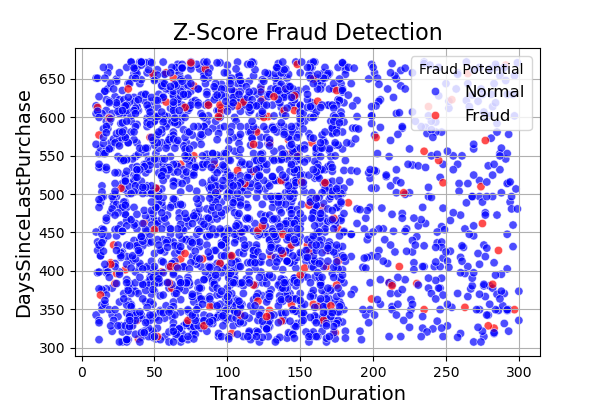 Z-Score Fraud Detection
DaysSinceLastPurchase
650
600
550
500
450
400
350
300
0
50
100
150
200
250
300
TransactionDuration
Fraud Potential
Normal
Fraud